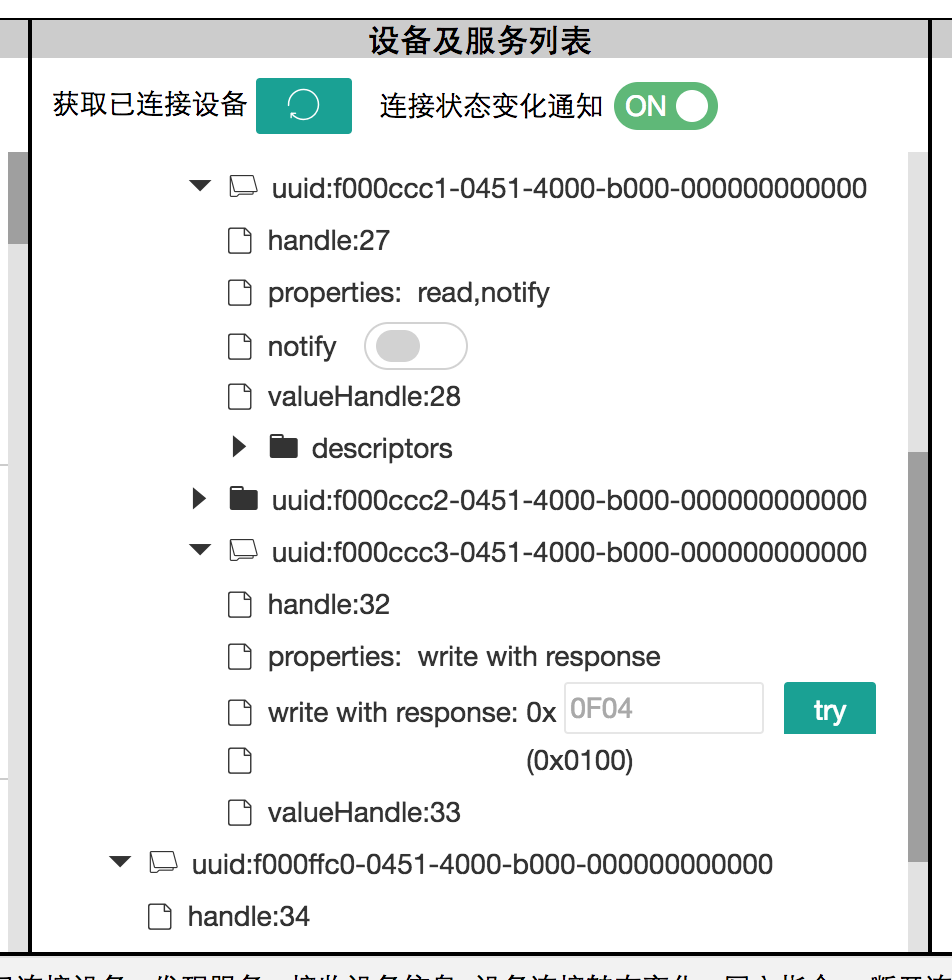 设备及服务列表
获取已连接设备 连接状态变化通知 ON
uuid:f000ccc1-0451-4000-b000-000000000000
handle:27
properties: read,notify
notify
valueHandle:28
descriptors
uuid:f000ccc2-0451-4000-b000-000000000000
uuid:f000ccc3-0451-4000-b000-000000000000
handle:32
properties: write with response
write with response: 0x 0F04 try
(0x0100)
valueHandle:33
uuid:f000ffc0-0451-4000-b000-000000000000
handle:34